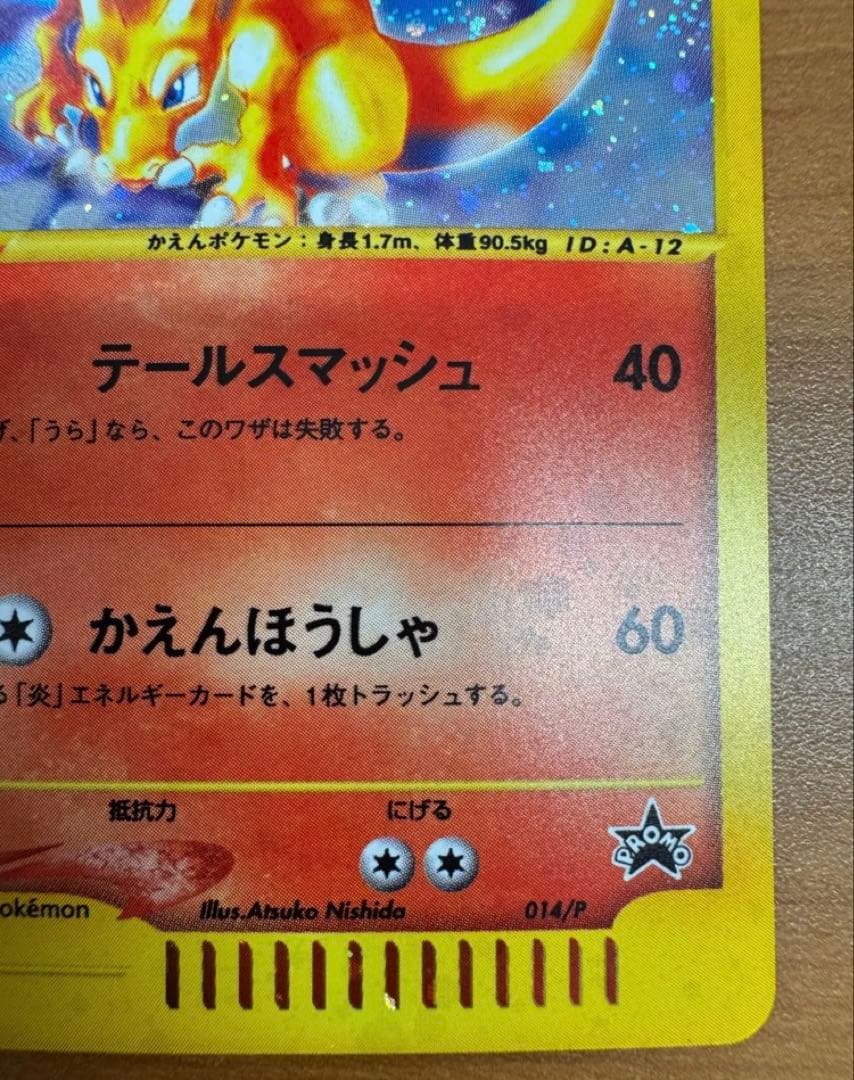 かえんポケモン：身長1.7m、体重90.5kg ID:A-12
テールスマッシュ 40
「うら」なら、このワザは失敗する。
かえんほうしゃ 60
「炎」エネルギーカードを、1枚トラッシュする。
抵抗力 にげる
PROMO
okémon Illus.Atsuko Nishida 014/P